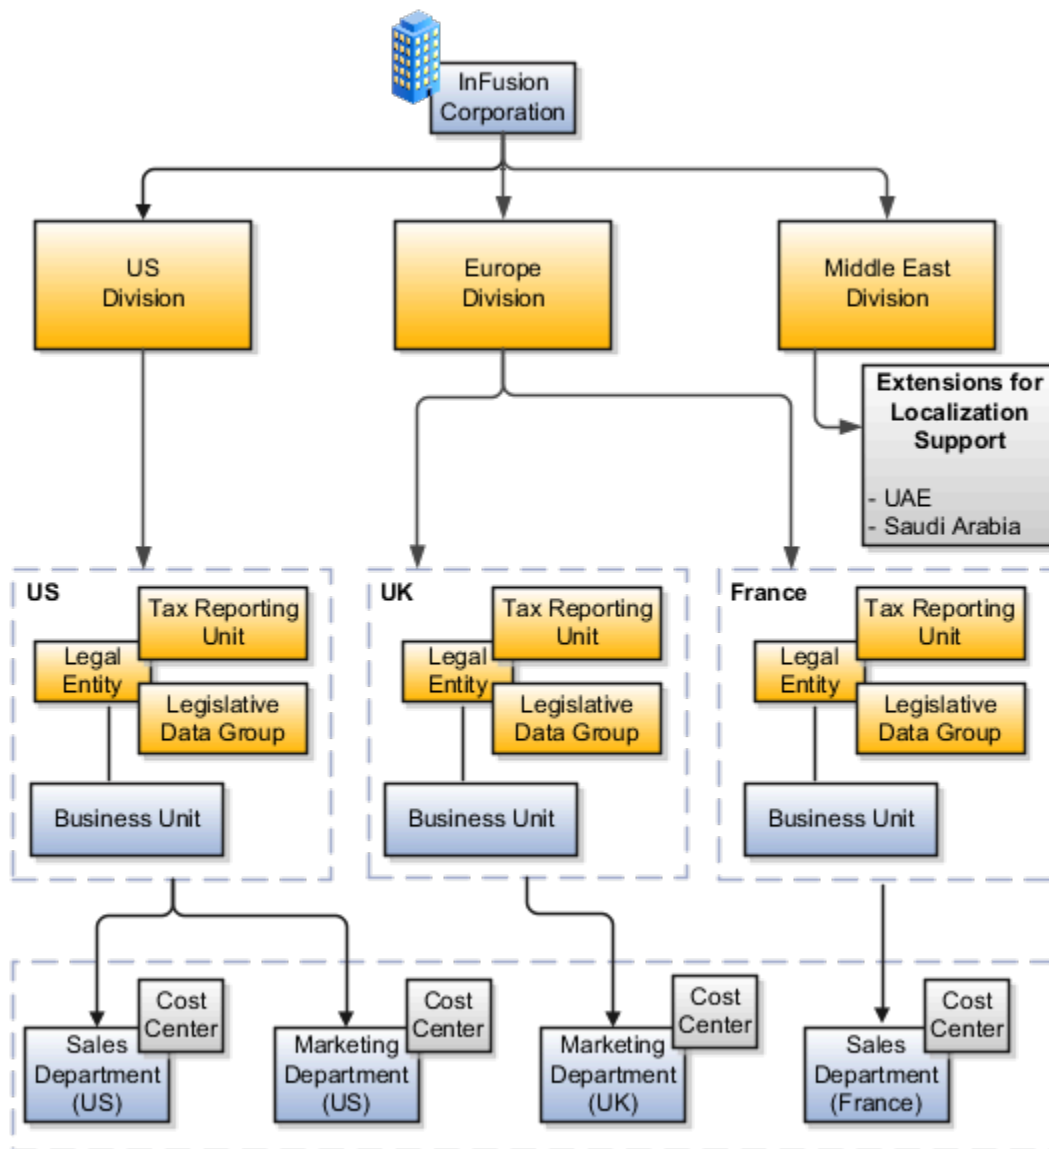 InFusion
Corporation
US
Division
Europe
Division
Middle East
Division
Extensions for
Localization
Support
- UAE
- Saudi Arabia
US
Tax Reporting
Unit
Legal
Entity
Legislative
Data Group
Business Unit
UK
Tax Reporting
Unit
Legal
Entity
Legislative
Data Group
Business Unit
France
Tax Reporting
Unit
Legal
Entity
Legislative
Data Group
Business Unit
Cost
Center
Sales
Department
(US)
Cost
Center
Marketing
Department
(US)
Cost
Center
Marketing
Department
(UK)
Cost
Center
Sales
Department
(France)